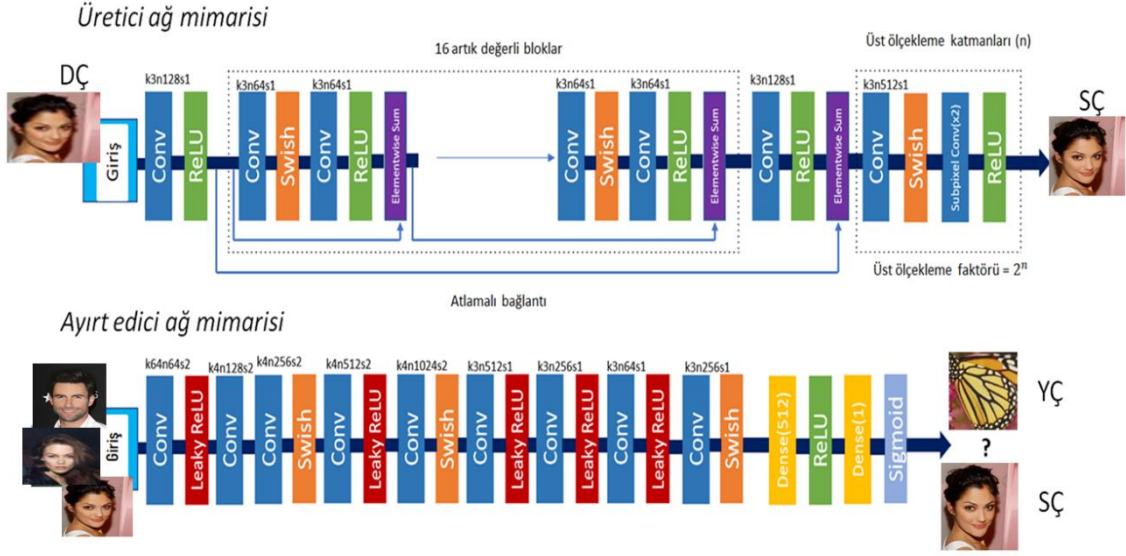 Üretici ağ mimarisi
16 artık değerli bloklar
Üst ölçekleme katmanları (n)
DÇ
k3n128s1
k3n64s1 k3n64s1
k3n64s1 k3n64s1
k3n128s1
k3n512s1
SÇ
Giriş
Conv
ReLU
Conv
Swish
Conv
ReLU
Elementwise Sum
Conv
Swish
Conv
ReLU
Elementwise Sum
Conv
ReLU
Elementwise Sum
Conv
Swish
Subpixel Conv(x2)
ReLU
Üst ölçekleme faktörü = 2ⁿ
Atlamalı bağlantı
Ayırt edici ağ mimarisi
k64n64s2
k4n128s2
k4n256s2
k4n512s2
k4n1024s2
k3n512s1
k3n256s1
k3n64s1
k3n256s1
Giriş
Conv
Leaky ReLU
Conv
Conv
Swish
Conv
Leaky ReLU
Conv
Swish
Conv
Leaky ReLU
Conv
Leaky ReLU
Conv
Leaky ReLU
Conv
Swish
Dense(512)
ReLU
Dense(1)
Sigmoid
YÇ
?
SÇ